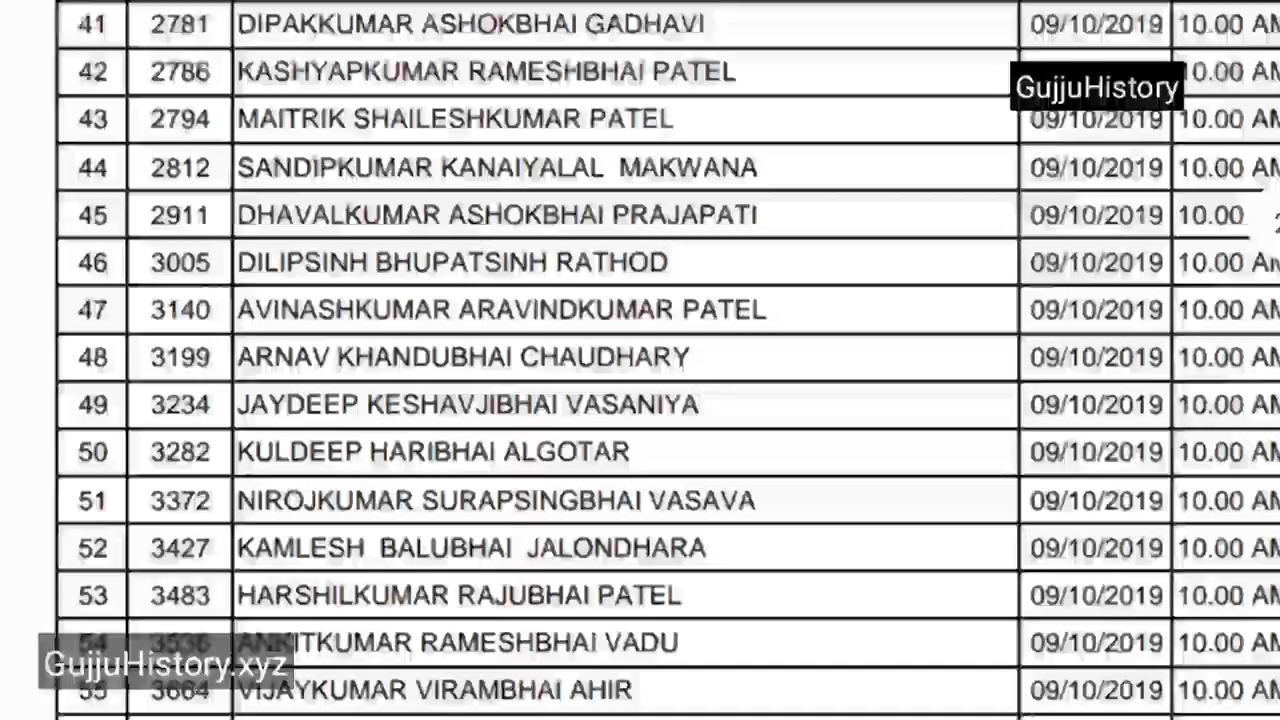 41 2781 DIPAKKUMAR ASHOKBHAI GADHAVI 09/10/2019 10.00 AM
42 2786 KASHYAPKUMAR RAMESHBHAI PATEL 10.00 AM
GujjuHistory
43 2794 MAITRIK SHAILESHKUMAR PATEL 09/10/2019 10.00 AM
44 2812 SANDIPKUMAR KANAIYALAL MAKWANA 09/10/2019 10.00 AM
45 2911 DHAVALKUMAR ASHOKBHAI PRAJAPATI 09/10/2019 10.00
46 3005 DILIPSINH BHUPATSINH RATHOD 09/10/2019 10.00 AM
47 3140 AVINASHKUMAR ARAVINDKUMAR PATEL 09/10/2019 10.00 AM
48 3199 ARNAV KHANDUBHAI CHAUDHARY 09/10/2019 10.00 AM
49 3234 JAYDEEP KESHAVJIBHAI VASANIYA 09/10/2019 10.00 AM
50 3282 KULDEEP HARIBHAI ALGOTAR 09/10/2019 10.00 AM
51 3372 NIROJKUMAR SURAPSINGBHAI VASAVA 09/10/2019 10.00 AM
52 3427 KAMLESH BALUBHAI JALONDHARA 09/10/2019 10.00 AM
53 3483 HARSHILKUMAR RAJUBHAI PATEL 09/10/2019 10.00 AM
54 ANKITKUMAR RAMESHBHAI VADU 09/10/2019 10.00 AM
GujjuHistory.xyz
55 3664 VIJAYKUMAR VIRAMBHAI AHIR 09/10/2019 10.00 AM